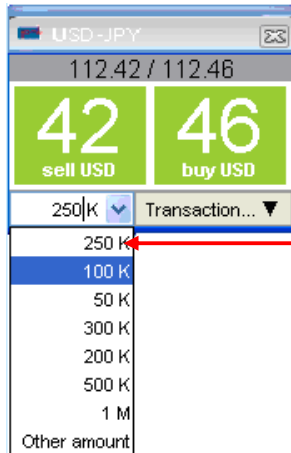 USD-JPY
112.42 / 112.46
42 46
sell USD buy USD
250 K Transaction...
250 K
100 K
50 K
300 K
200 K
500 K
1 M
Other amount